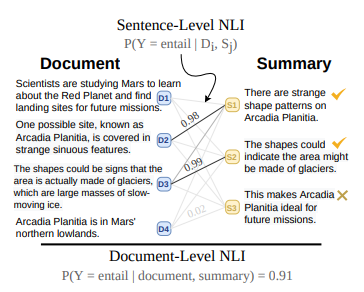 Sentence-Level NLI
P(Y = entail | Di, Sj)
Document
Summary
Scientists are studying Mars to learn
about the Red Planet and find
landing sites for future missions.
D1
One possible site, known as
Arcadia Planitia, is covered in
strange sinuous features.
D2
The shapes could be signs that the
area is actually made of glaciers,
which are large masses of slow-
moving ice.
D3
Arcadia Planitia is in Mars'
northern lowlands.
D4
0.98
0.99
0.02
S1
There are strange
shape patterns on
Arcadia Planitia.
S2
The shapes could
indicate the area might
be made of glaciers.
S3
This makes Arcadia
Planitia ideal for
future missions.
Document-Level NLI
P(Y = entail | document, summary) = 0.91